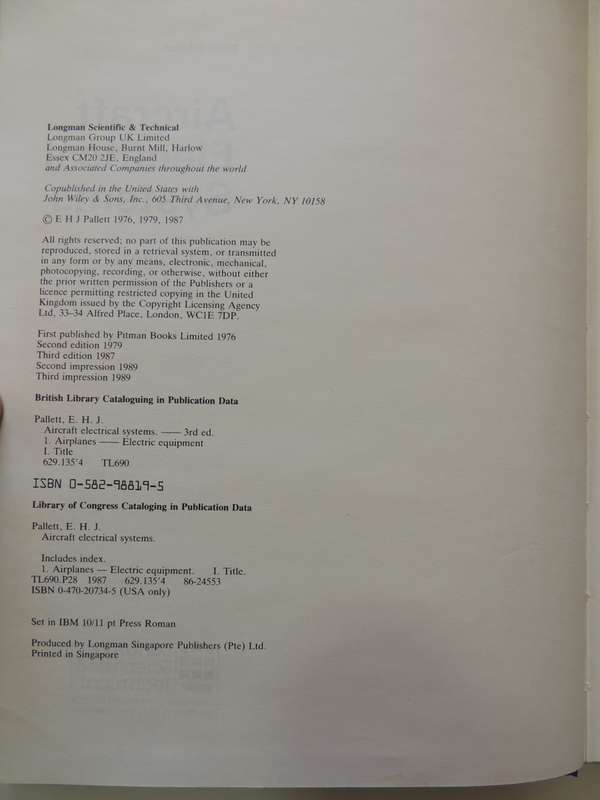 Longman Scientific & Technical
Longman Group UK Limited
Longman House, Burnt Mill, Harlow
Essex CM20 2JE, England
and Associated Companies throughout the world
Copublished in the United States with
John Wiley & Sons, Inc., 605 Third Avenue, New York, NY 10158
© E H J Pallett 1976, 1979, 1987
All rights reserved; no part of this publication may be
reproduced, stored in a retrieval system, or transmitted
in any form or by any means, electronic, mechanical,
photocopying, recording, or otherwise, without either
the prior written permission of the Publishers or a
licence permitting restricted copying in the United
Kingdom issued by the Copyright Licensing Agency
Ltd, 33–34 Alfred Place, London, WC1E 7DP.
First published by Pitman Books Limited 1976
Second edition 1979
Third edition 1987
Second impression 1989
Third impression 1989
British Library Cataloguing in Publication Data
Pallett, E. H. J.
Aircraft electrical systems. —— 3rd ed.
1. Airplanes —— Electric equipment
I. Title
629.135'4 TL690
ISBN 0-582-98819-5
Library of Congress Cataloging in Publication Data
Pallett, E. H. J.
Aircraft electrical systems.
Includes index.
1. Airplanes — Electric equipment. I. Title.
TL690.P28 1987 629.135'4 86-24553
ISBN 0-470-20734-5 (USA only)
Set in IBM 10/11 pt Press Roman
Produced by Longman Singapore Publishers (Pte) Ltd.
Printed in Singapore